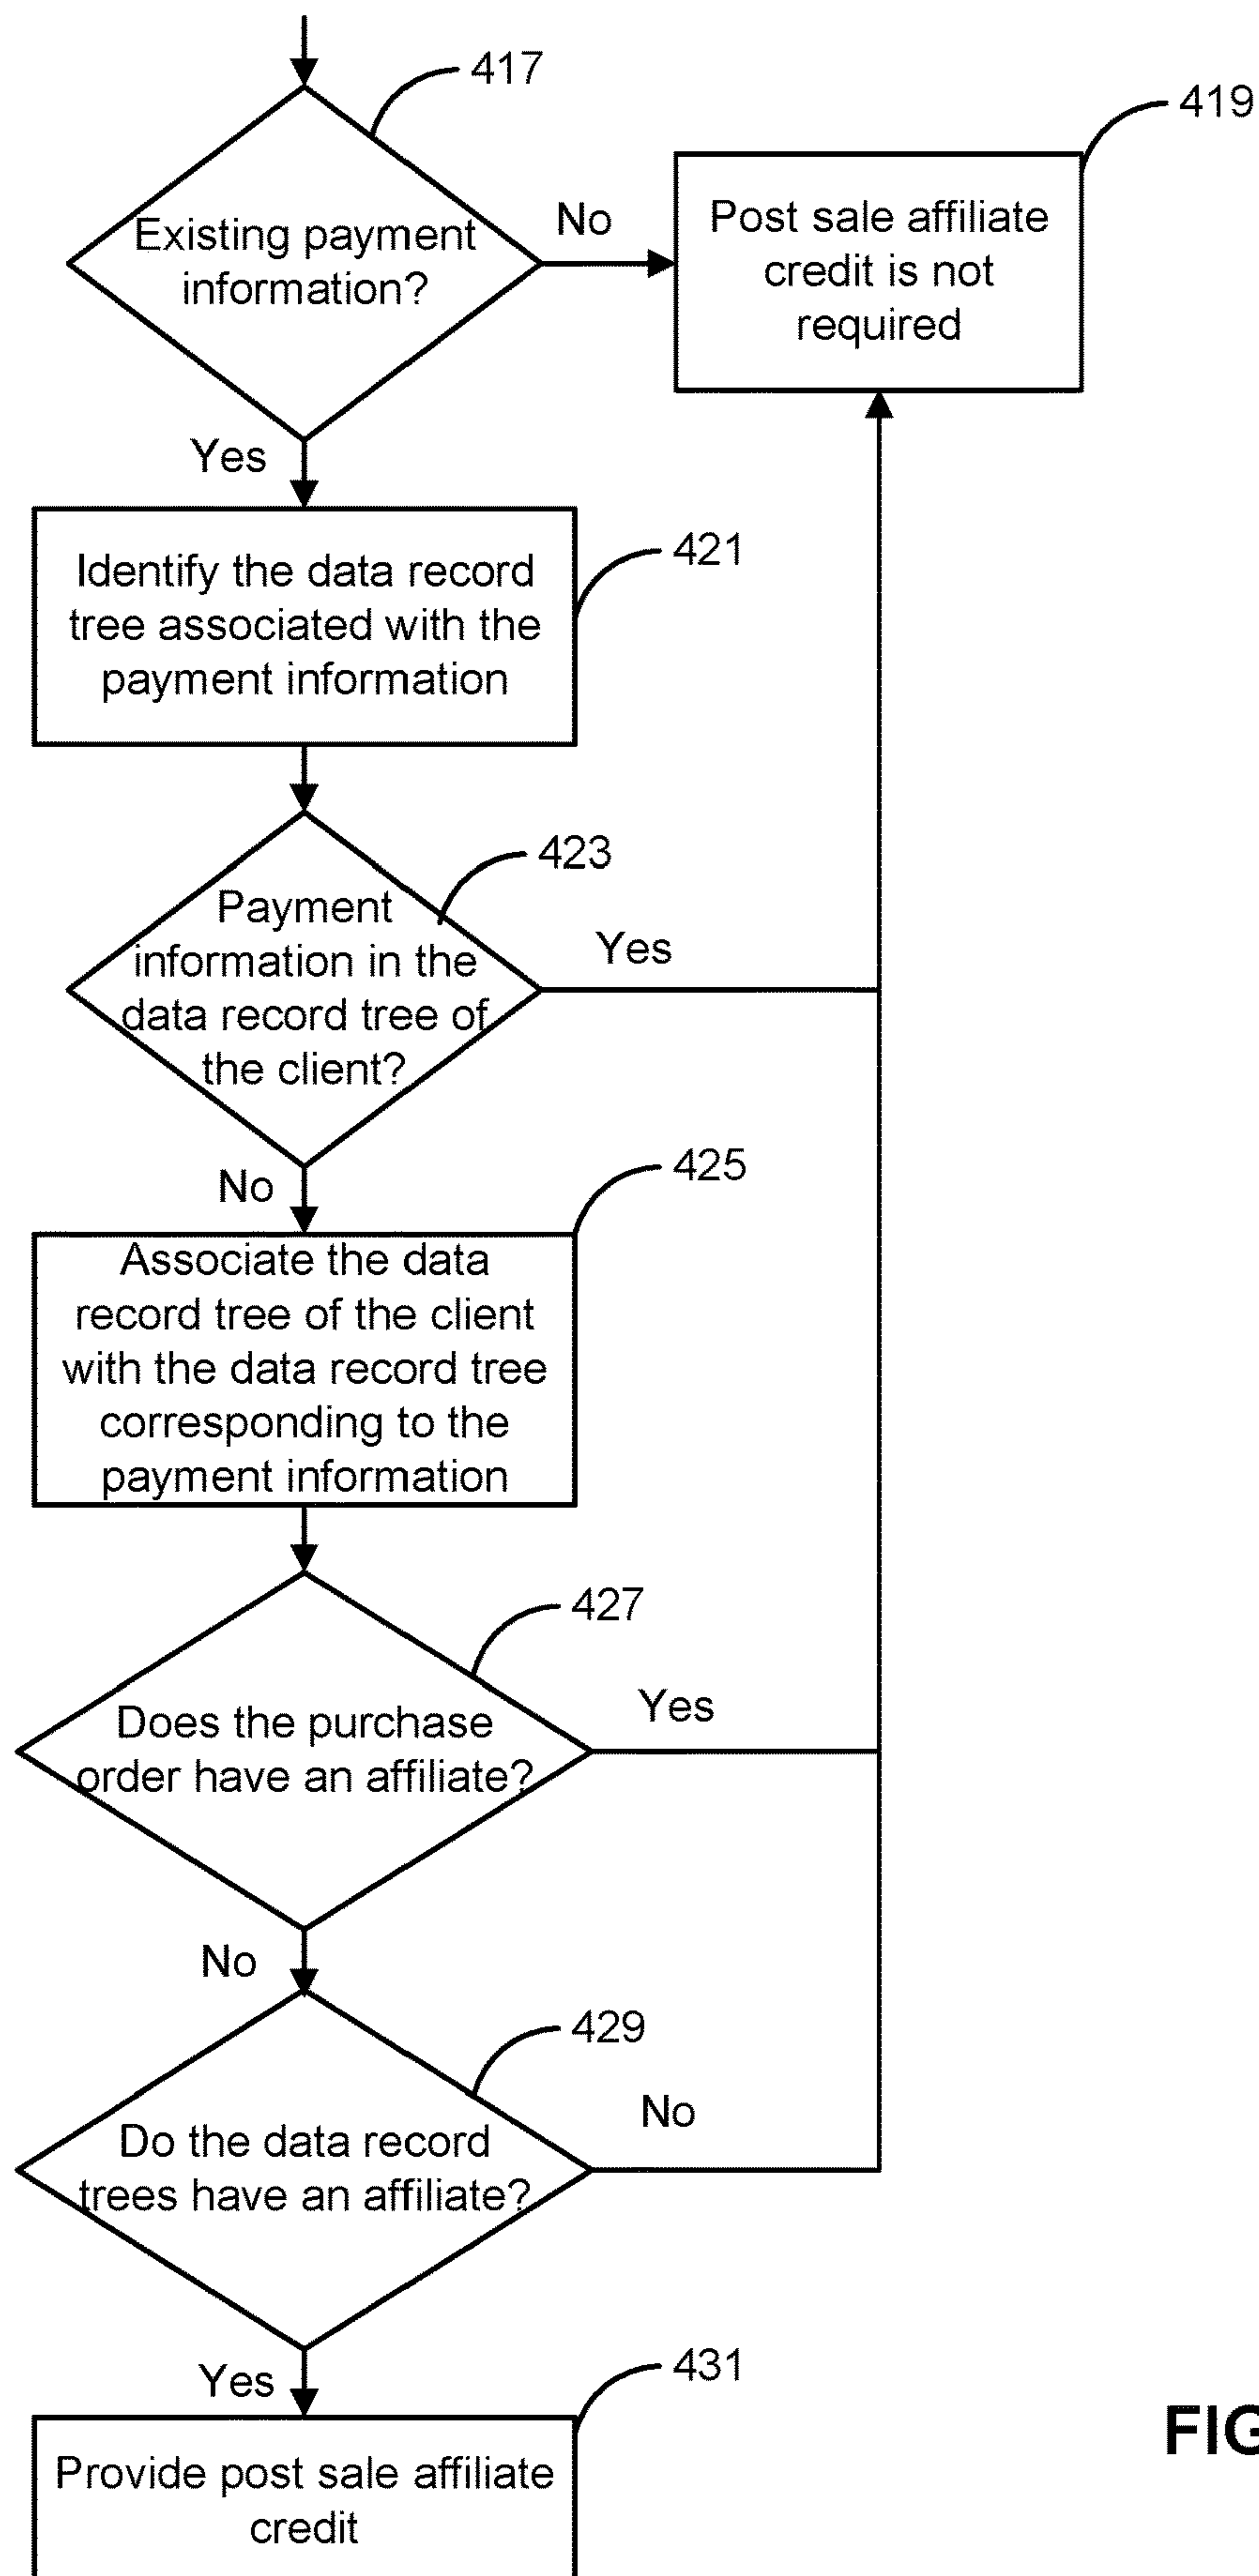 417
419
Existing payment
information?
No
Post sale affiliate
credit is not
required
Yes
421
Identify the data record
tree associated with the
payment information
423
Payment
information in the
data record tree of
the client?
Yes
No
425
Associate the data
record tree of the client
with the data record tree
corresponding to the
payment information
427
Does the purchase
order have an affiliate?
Yes
No
429
Do the data record
trees have an affiliate?
No
Yes
431
Provide post sale affiliate
credit
FIG